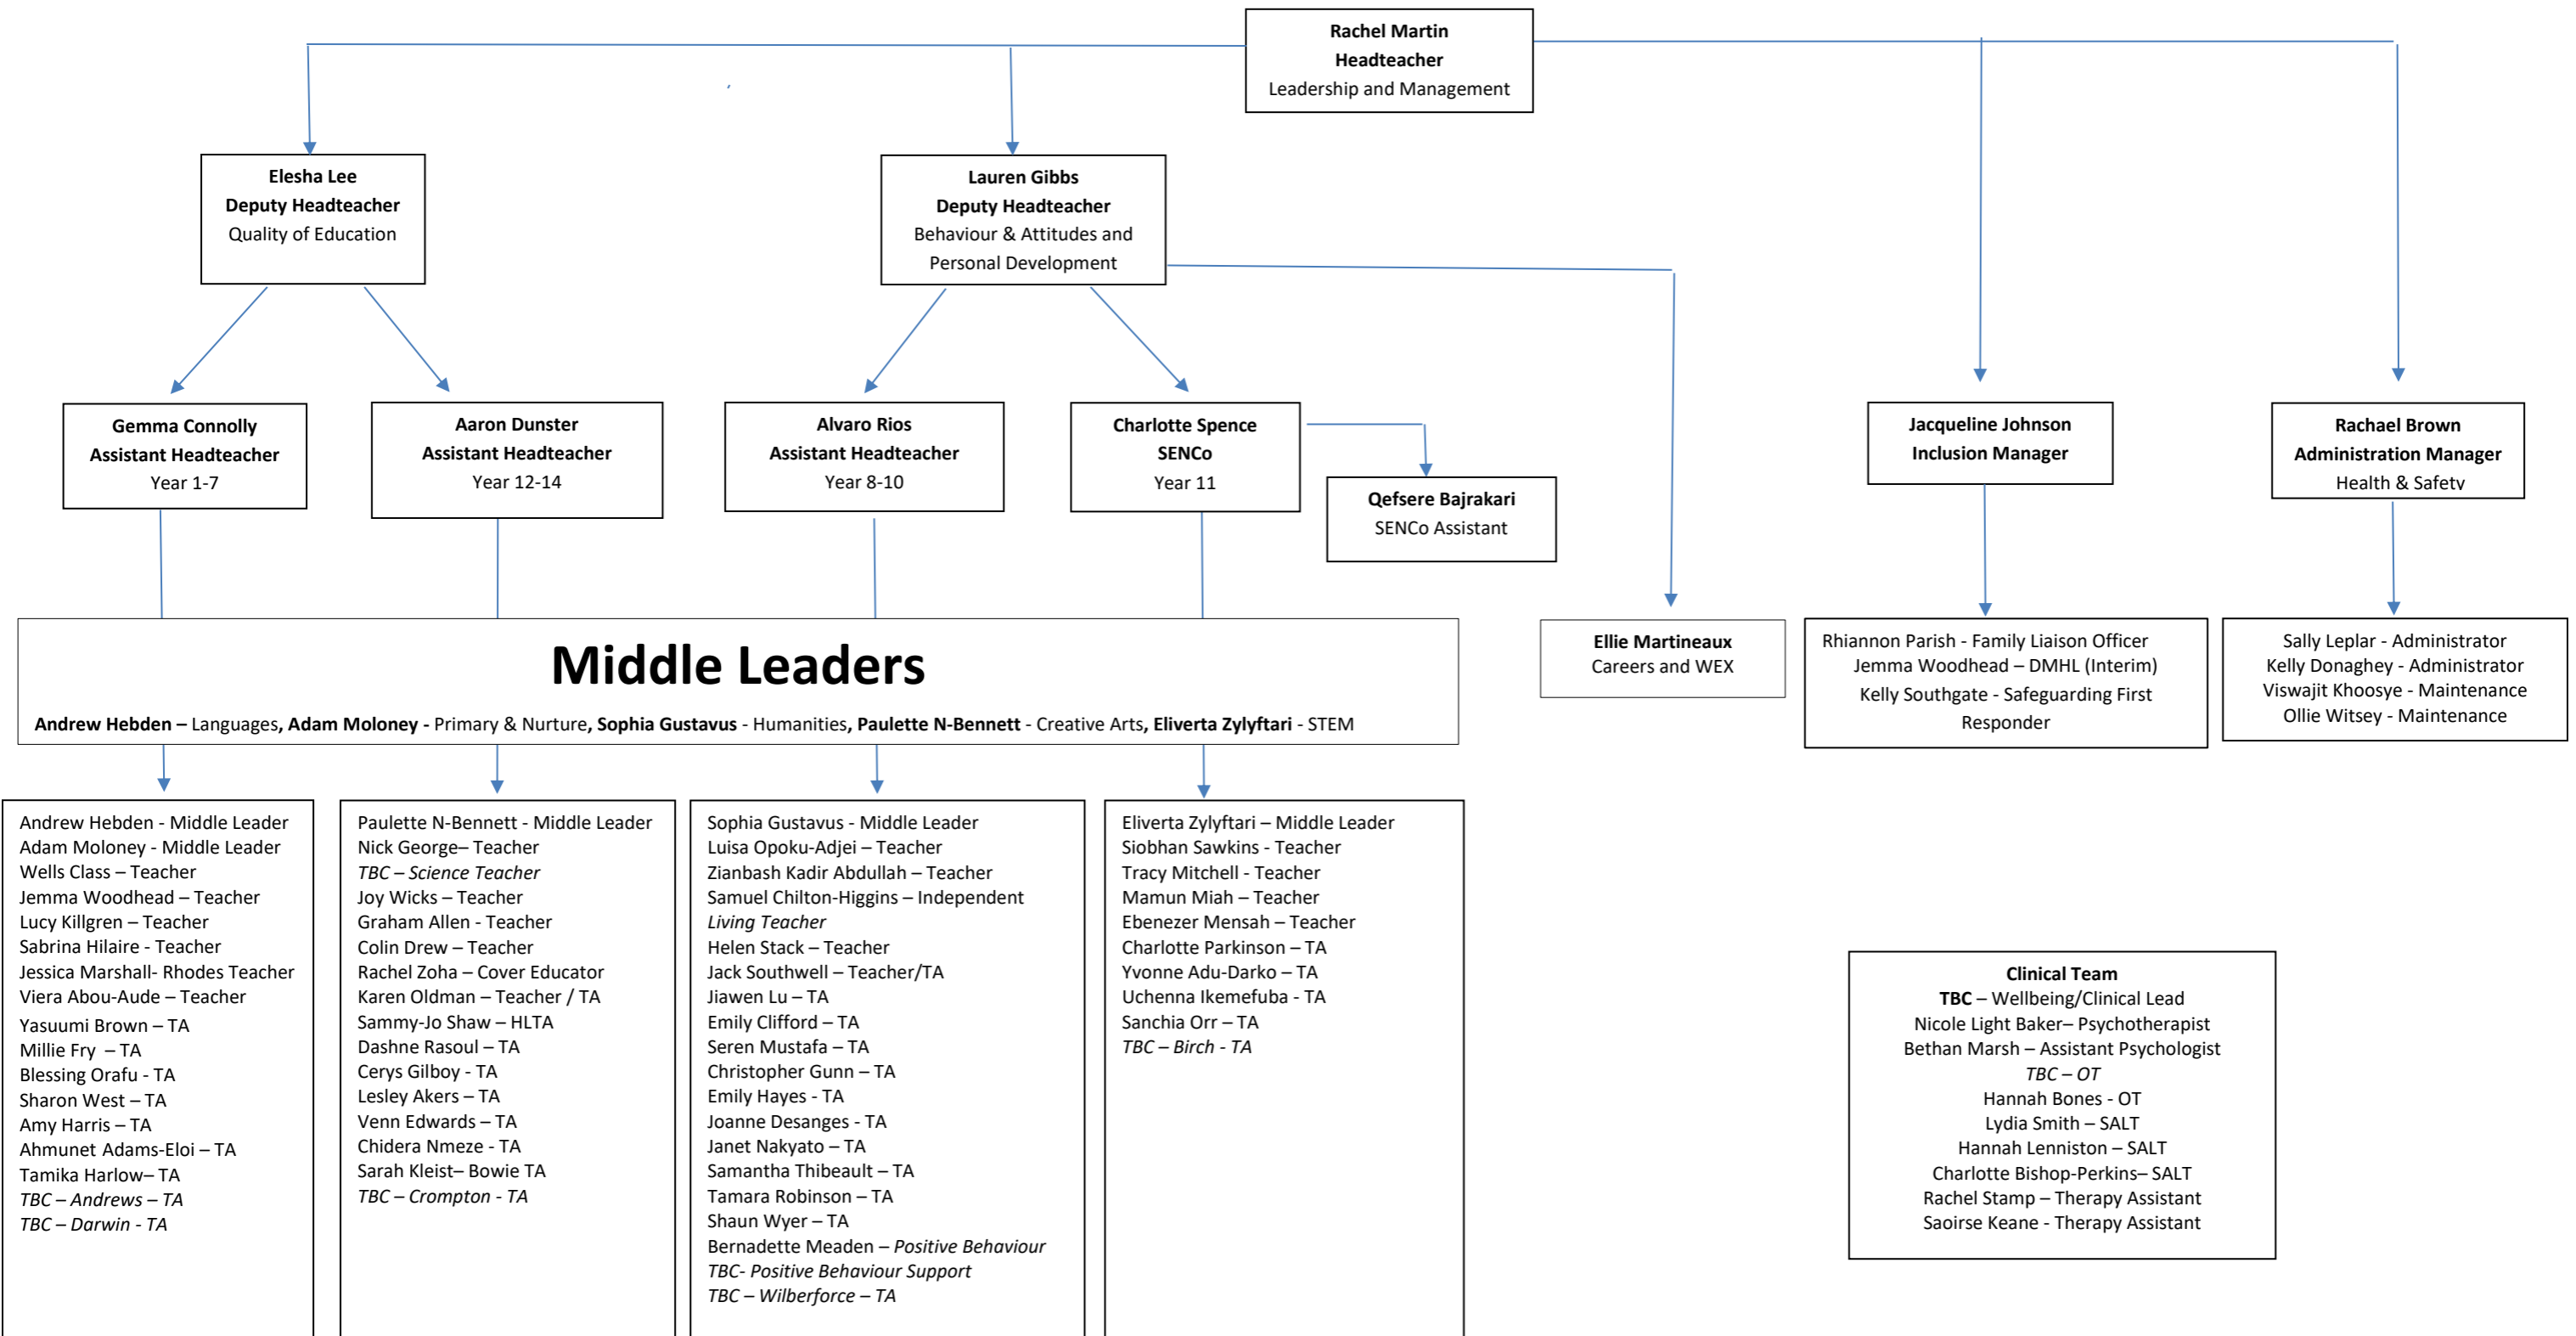 Rachel Martin
Headteacher
Leadership and Management
Elesha Lee
Deputy Headteacher
Quality of Education
Lauren Gibbs
Deputy Headteacher
Behaviour & Attitudes and
Personal Development
Gemma Connolly
Assistant Headteacher
Year 1-7
Aaron Dunster
Assistant Headteacher
Year 12-14
Alvaro Rios
Assistant Headteacher
Year 8-10
Charlotte Spence
SENCo
Year 11
Qefsere Bajrakari
SENCo Assistant
Jacqueline Johnson
Inclusion Manager
Rachael Brown
Administration Manager
Health & Safety
Middle Leaders
Andrew Hebden – Languages, Adam Moloney - Primary & Nurture, Sophia Gustavus - Humanities, Paulette N-Bennett - Creative Arts, Eliverta Zylyftari - STEM
Ellie Martineaux
Careers and WEX
Rhiannon Parish - Family Liaison Officer
Jemma Woodhead – DMHL (Interim)
Kelly Southgate - Safeguarding First
Responder
Sally Leplar - Administrator
Kelly Donaghey - Administrator
Viswajit Khoosye - Maintenance
Ollie Witsey - Maintenance
Andrew Hebden - Middle Leader
Adam Moloney - Middle Leader
Wells Class – Teacher
Jemma Woodhead – Teacher
Lucy Killgren – Teacher
Sabrina Hilaire - Teacher
Jessica Marshall- Rhodes Teacher
Viera Abou-Aude – Teacher
Yasuumi Brown – TA
Millie Fry – TA
Blessing Orafu - TA
Sharon West – TA
Amy Harris – TA
Ahmunet Adams-Eloi – TA
Tamika Harlow– TA
TBC – Andrews – TA
TBC – Darwin - TA
Paulette N-Bennett - Middle Leader
Nick George– Teacher
TBC – Science Teacher
Joy Wicks – Teacher
Graham Allen - Teacher
Colin Drew – Teacher
Rachel Zoha – Cover Educator
Karen Oldman – Teacher / TA
Sammy-Jo Shaw – HLTA
Dashne Rasoul – TA
Cerys Gilboy - TA
Lesley Akers – TA
Venn Edwards – TA
Chidera Nmeze - TA
Sarah Kleist– Bowie TA
TBC – Crompton - TA
Sophia Gustavus - Middle Leader
Luisa Opoku-Adjei – Teacher
Zianbash Kadir Abdullah – Teacher
Samuel Chilton-Higgins – Independent
Living Teacher
Helen Stack – Teacher
Jack Southwell – Teacher/TA
Jiawen Lu – TA
Emily Clifford – TA
Seren Mustafa – TA
Christopher Gunn – TA
Emily Hayes - TA
Joanne Desanges - TA
Janet Nakyato – TA
Samantha Thibeault – TA
Tamara Robinson – TA
Shaun Wyer – TA
Bernadette Meaden – Positive Behaviour
TBC- Positive Behaviour Support
TBC – Wilberforce – TA
Eliverta Zylyftari – Middle Leader
Siobhan Sawkins - Teacher
Tracy Mitchell - Teacher
Mamun Miah – Teacher
Ebenezer Mensah – Teacher
Charlotte Parkinson – TA
Yvonne Adu-Darko – TA
Uchenna Ikemefuba - TA
Sanchia Orr – TA
TBC – Birch - TA
Clinical Team
TBC – Wellbeing/Clinical Lead
Nicole Light Baker– Psychotherapist
Bethan Marsh – Assistant Psychologist
TBC – OT
Hannah Bones - OT
Lydia Smith – SALT
Hannah Lenniston – SALT
Charlotte Bishop-Perkins– SALT
Rachel Stamp – Therapy Assistant
Saoirse Keane - Therapy Assistant